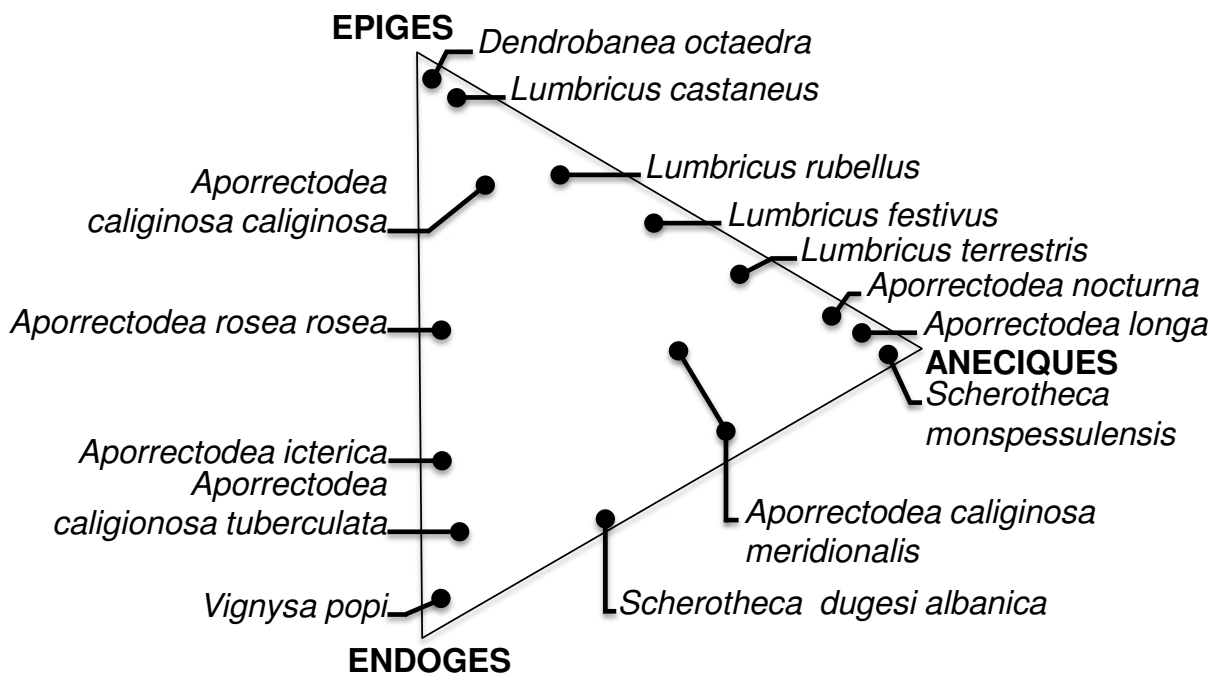 EPIGES
Dendrobanea octaedra
Lumbricus castaneus
Lumbricus rubellus
Aporrectodea
caliginosa caliginosa
Lumbricus festivus
Lumbricus terrestris
Aporrectodea nocturna
Aporrectodea rosea rosea
Aporrectodea longa
ANECIQUES
Scherotheca
monspessulensis
Aporrectodea icterica
Aporrectodea
caligionosa tuberculata
Aporrectodea caliginosa
meridionalis
Vignysa popi
Scherotheca dugesi albanica
ENDOGES